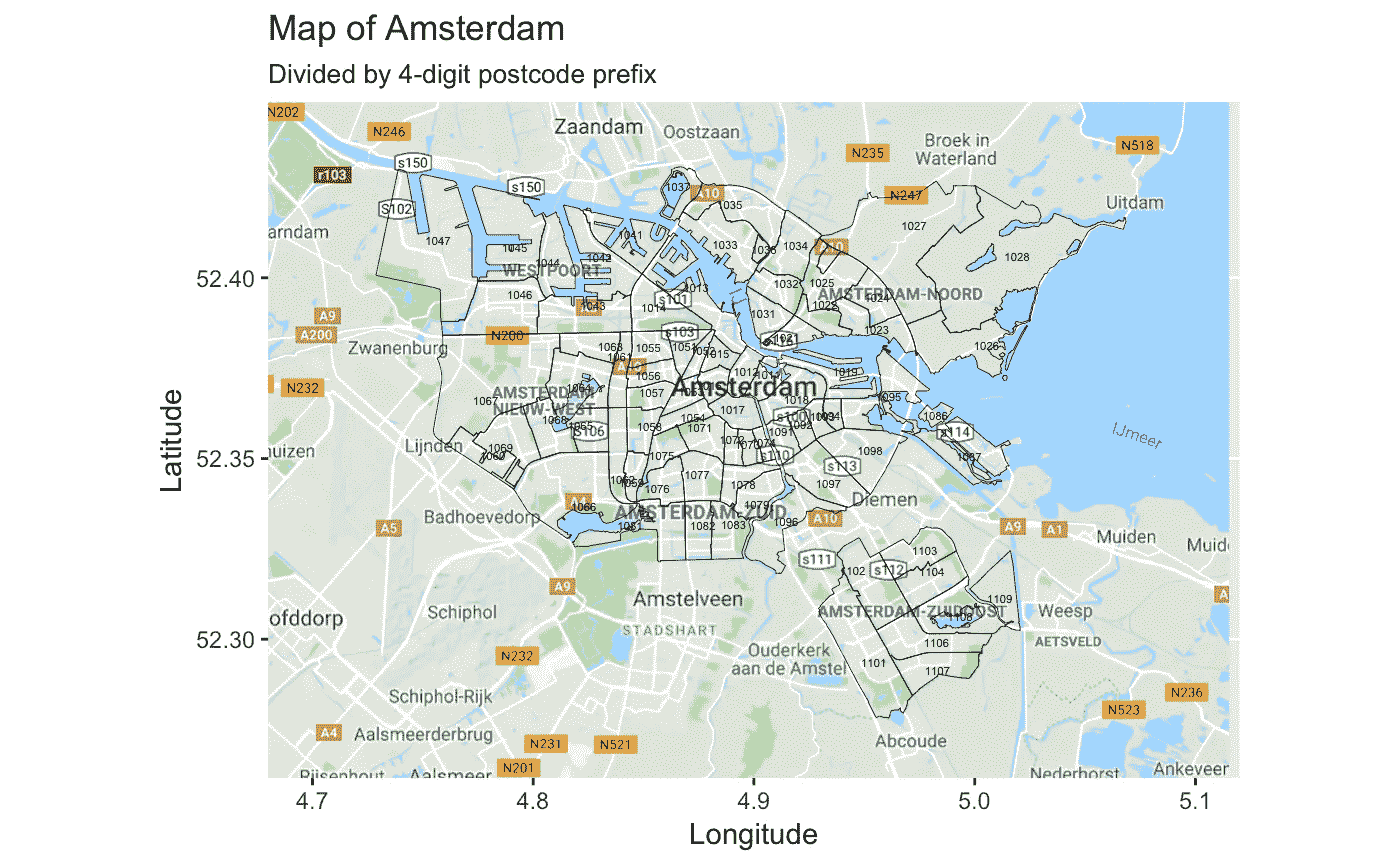 Map of Amsterdam
Divided by 4-digit postcode prefix
N202
N246
Zaandam
Oostzaan
N235
Broek in
Waterland
N518
s150
r103
s150
1037
A10
N247
Uitdam
S102
1035
1027
arndam
1047
1041
1033
1034
1028
1045
1044
1042
WESTPOORT
52.40
1046
1043
1013
s101
1014
1032
1025
AMSTERDAM-NOORD
1024
1022
1031
1023
A9
A200
N200
s103
1026
Zwanenburg
1063
1061
1055
1051
1052
1015
N232
1056
1012
1011
1019
Amsterdam
1064
AMSTERDAM
NIEUW-WEST
1067
1057
1018
1017
s100
1095
1086
1068
1065
S106
1058
1054
1071
1091
1092
1094
s114
IJmeer
Latitude
Lijnden
1069
1060
1072
1074
s110
1087
1098
52.35
uizen
1075
s113
1062
1059
1076
1077
1078
1097
Diemen
1066
1079
Badhoevedorp
AMSTERDAM-ZUID
1081
1082
1083
1096
A10
A5
A9
A1
Muiden
Muid
1103
s111
1102
s112
1104
A9
Amstelveen
1109
Schiphol
AMSTERDAM-ZUIDOOST
1108
Weesp
ofddorp
STADSHART
52.30
AETSVELD
1106
N232
Ouderkerk
aan de Amstel
1101
1107
Schiphol-Rijk
N236
N523
A4
Aalsmeerderbrug
N231
N521
Abcoude
N201
Rijsenhout
Aalsmeer
Nederhorst
Ankeveen
4.7
4.8
4.9
5.0
5.1
Longitude